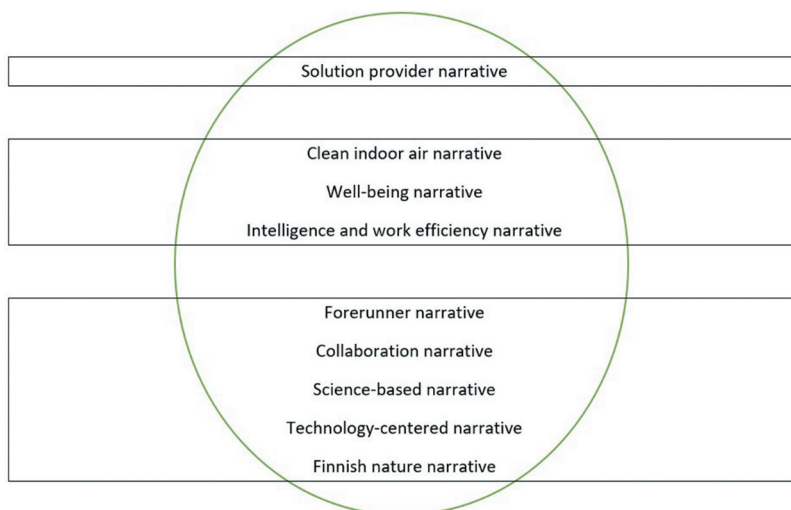 Solution provider narrative
Clean indoor air narrative
Well-being narrative
Intelligence and work efficiency narrative
Forerunner narrative
Collaboration narrative
Science-based narrative
Technology-centered narrative
Finnish nature narrative